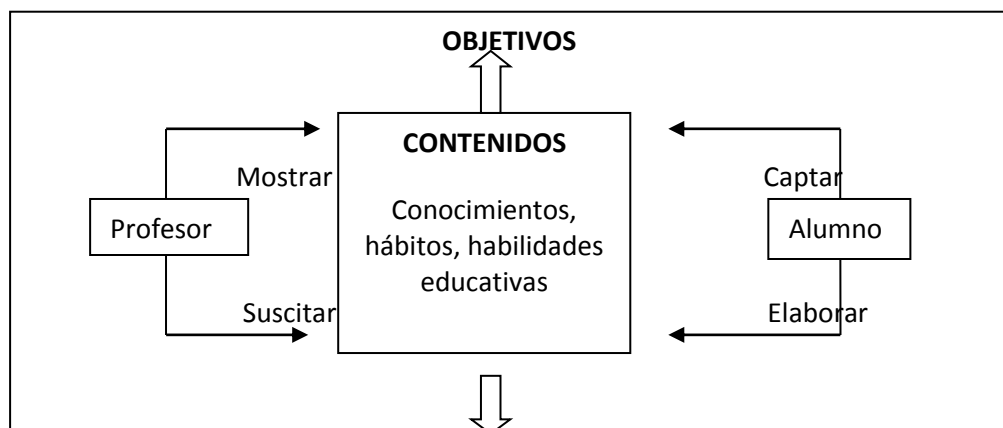 OBJETIVOS
CONTENIDOS
Mostrar
Captar
Conocimientos,
Profesor
Alumno
hábitos, habilidades
educativas
Suscitar
Elaborar